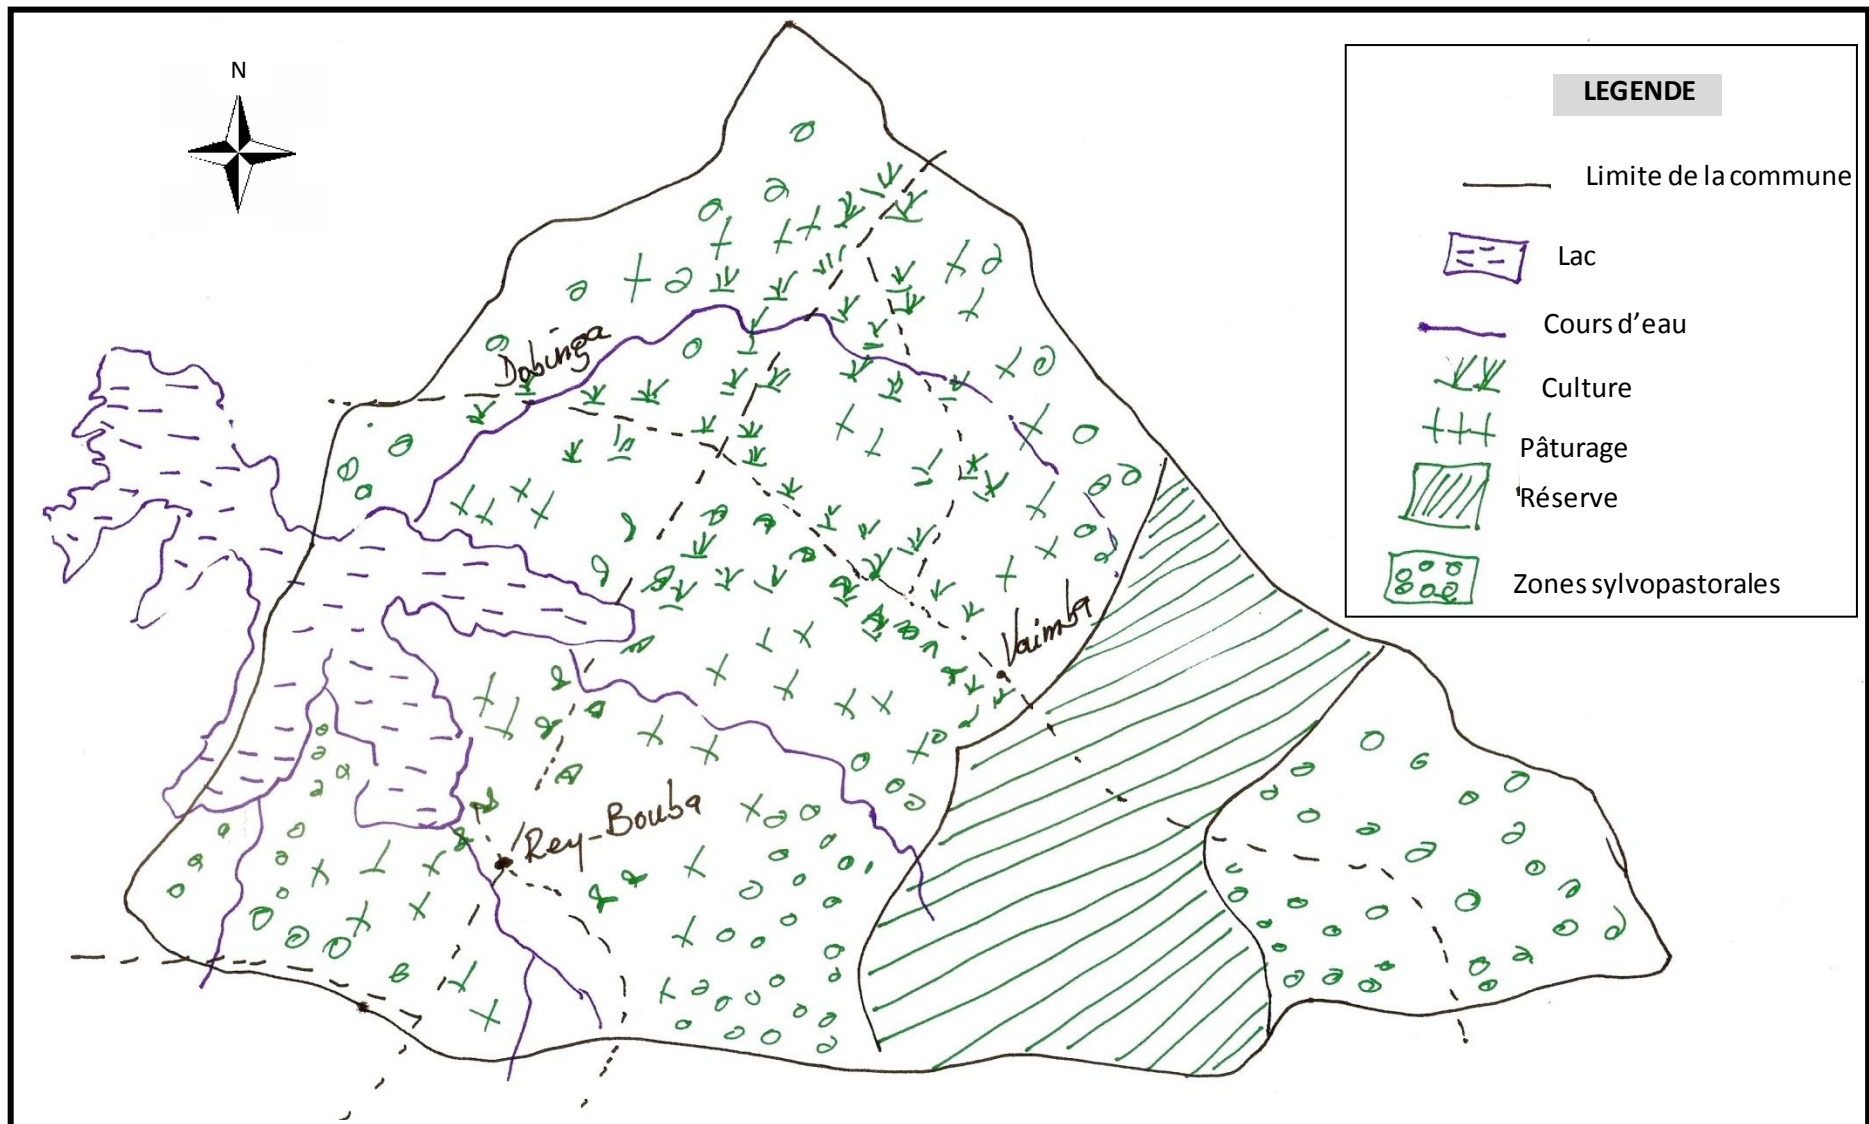 N
LEGENDE
Limite de la commune
Lac
Cours d'eau
Culture
Pâturage
Réserve
Zones sylvopastorales
Dobinga
Vaimba
Rey-Bouba